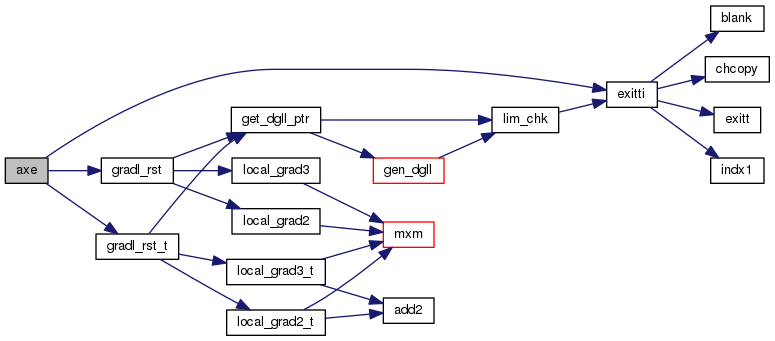 axe
gradl_rst
gradl_rst_t
get_dgll_ptr
local_grad3
local_grad2
local_grad3_t
local_grad2_t
gen_dgll
mxm
add2
lim_chk
exitti
blank
chcopy
exitt
indx1